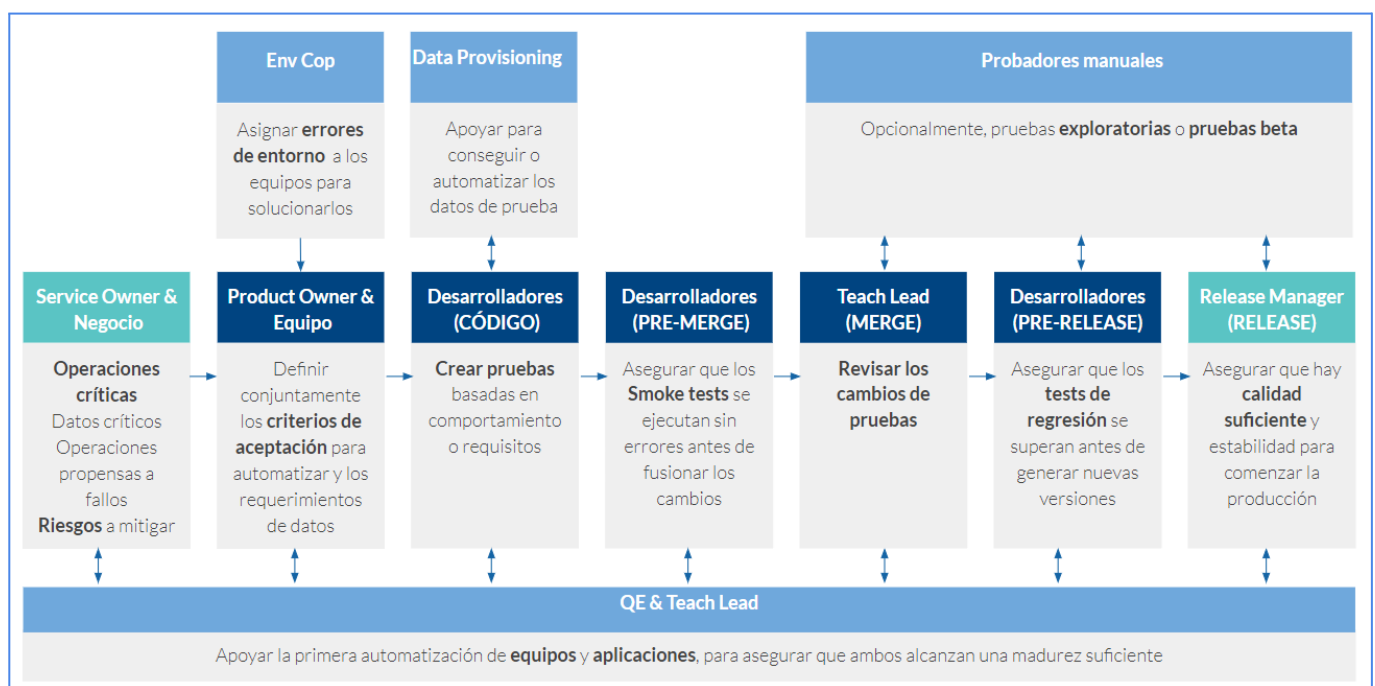 Env Cop
Asignar errores
de entorno a los
equipos para
solucionarlos
Data Provisioning
Apoyar para
conseguir o
automatizar los
datos de prueba
Probadores manuales
Opcionalmente, pruebas exploratorias o pruebas beta
Service Owner &
Negocio
Operaciones
críticas
Datos críticos
Operaciones
propensas a
fallos
Riesgos a mitigar
Product Owner &
Equipo
Definir
conjuntamente
los criterios de
aceptación para
automatizar y los
requerimientos
de datos
Desarrolladores
(CÓDIGO)
Crear pruebas
basadas en
comportamiento
o requisitos
Desarrolladores
(PRE-MERGE)
Asegurar que los
Smoke tests se
ejecutan sin
errores antes de
fusionar los
cambios
Teach Lead
(MERGE)
Revisar los
cambios de
pruebas
Desarrolladores
(PRE-RELEASE)
Asegurar que los
tests de
regresión se
superan antes de
generar nuevas
versiones
Release Manager
(RELEASE)
Asegurar que hay
calidad
suficiente y
estabilidad para
comenzar la
producción
QE & Teach Lead
Apoyar la primera automatización de equipos y aplicaciones, para asegurar que ambos alcanzan una madurez suficiente